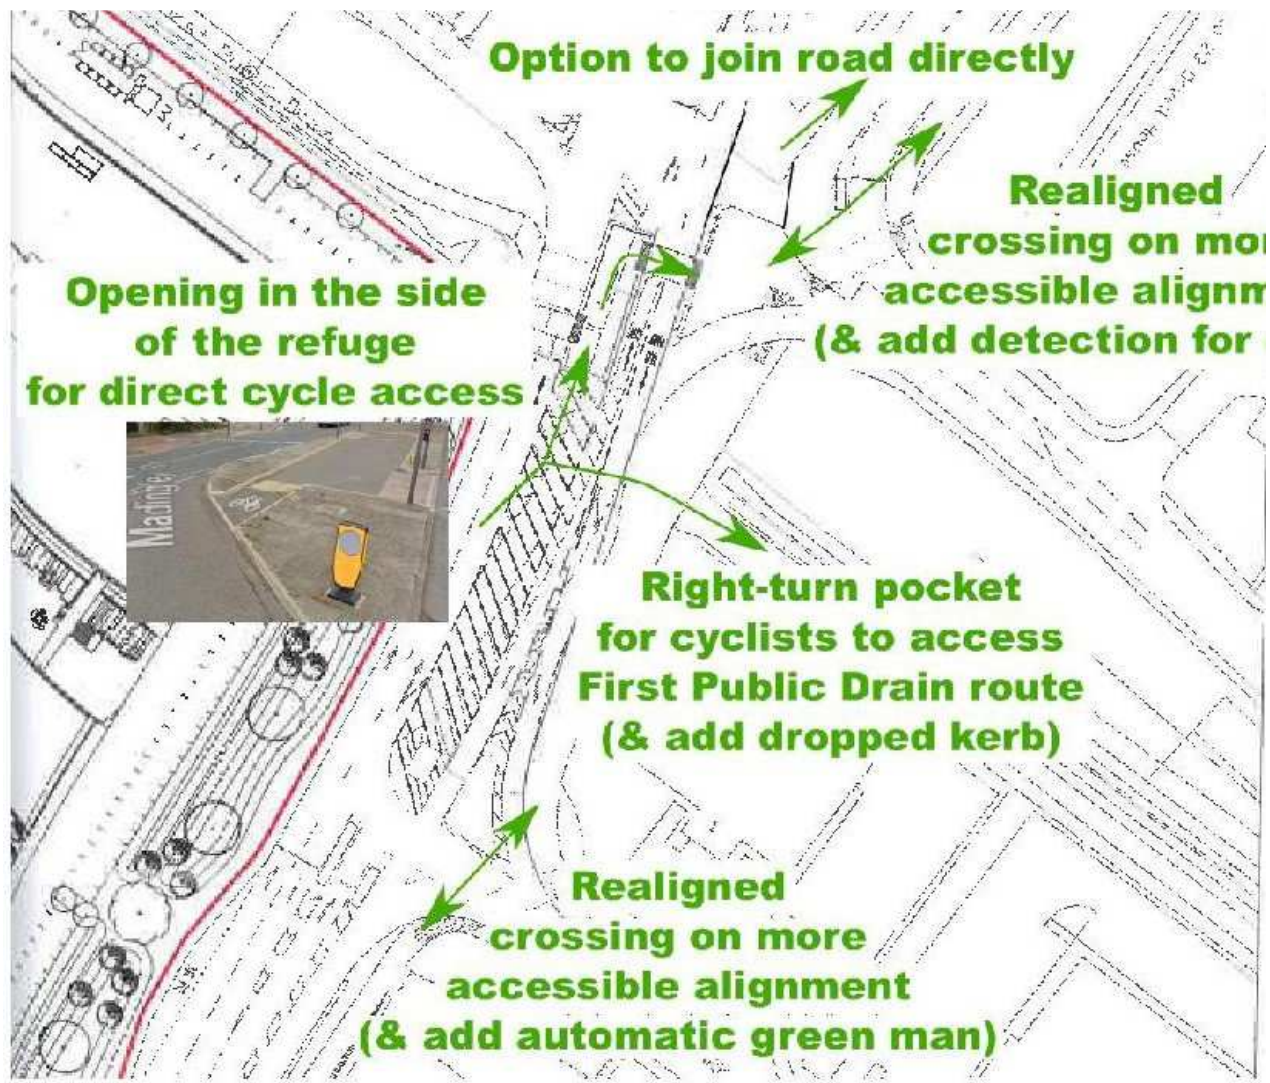 Option to join road directly
Realigned
crossing on mor
accessible alignm
(& add detection for
Opening in the side
of the refuge
for direct cycle access
Madingle
Right-turn pocket
for cyclists to access
First Public Drain route
(& add dropped kerb)
Realigned
crossing on more
accessible alignment
(& add automatic green man)